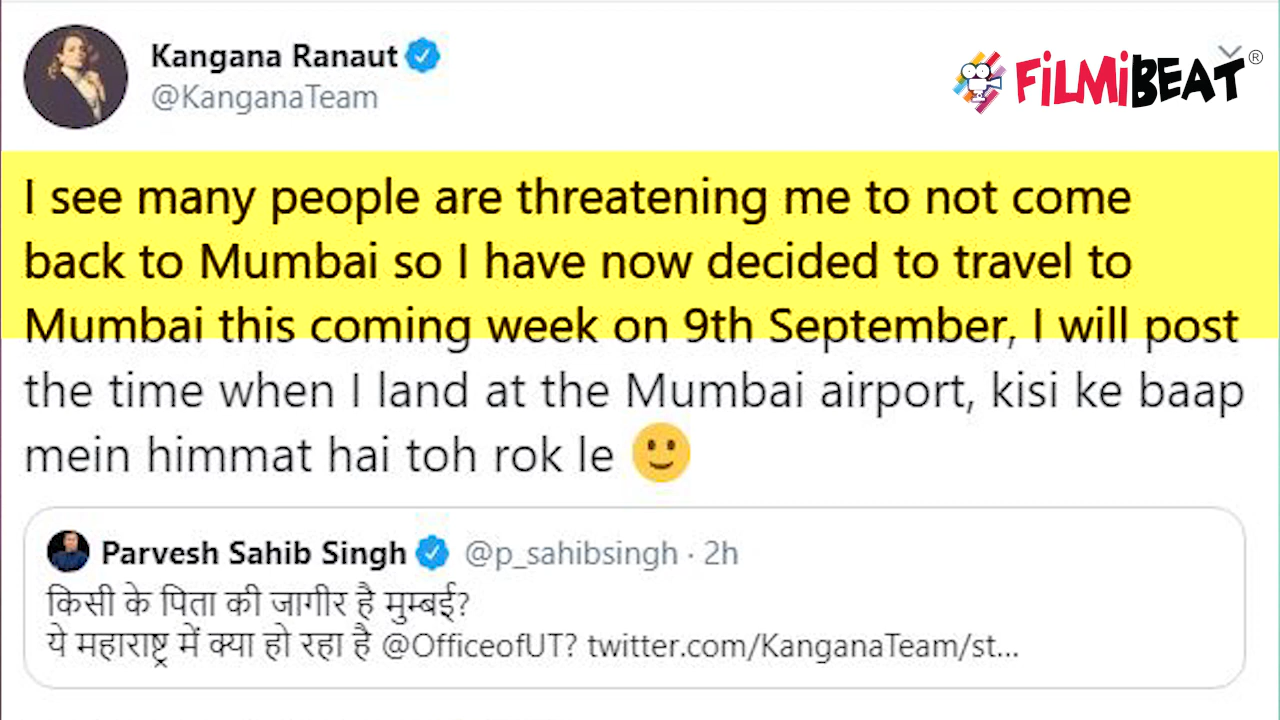 Kangana Ranaut
@KanganaTeam
FiLMiBEAT®
I see many people are threatening me to not come
back to Mumbai so I have now decided to travel to
Mumbai this coming week on 9th September, I will post
the time when I land at the Mumbai airport, kisi ke baap
mein himmat hai toh rok le 🙂
Parvesh Sahib Singh @p_sahibsingh · 2h
किसी के पिता की जागीर है मुम्बई?
ये महाराष्ट्र में क्या हो रहा है @OfficeofUT? twitter.com/KanganaTeam/st...